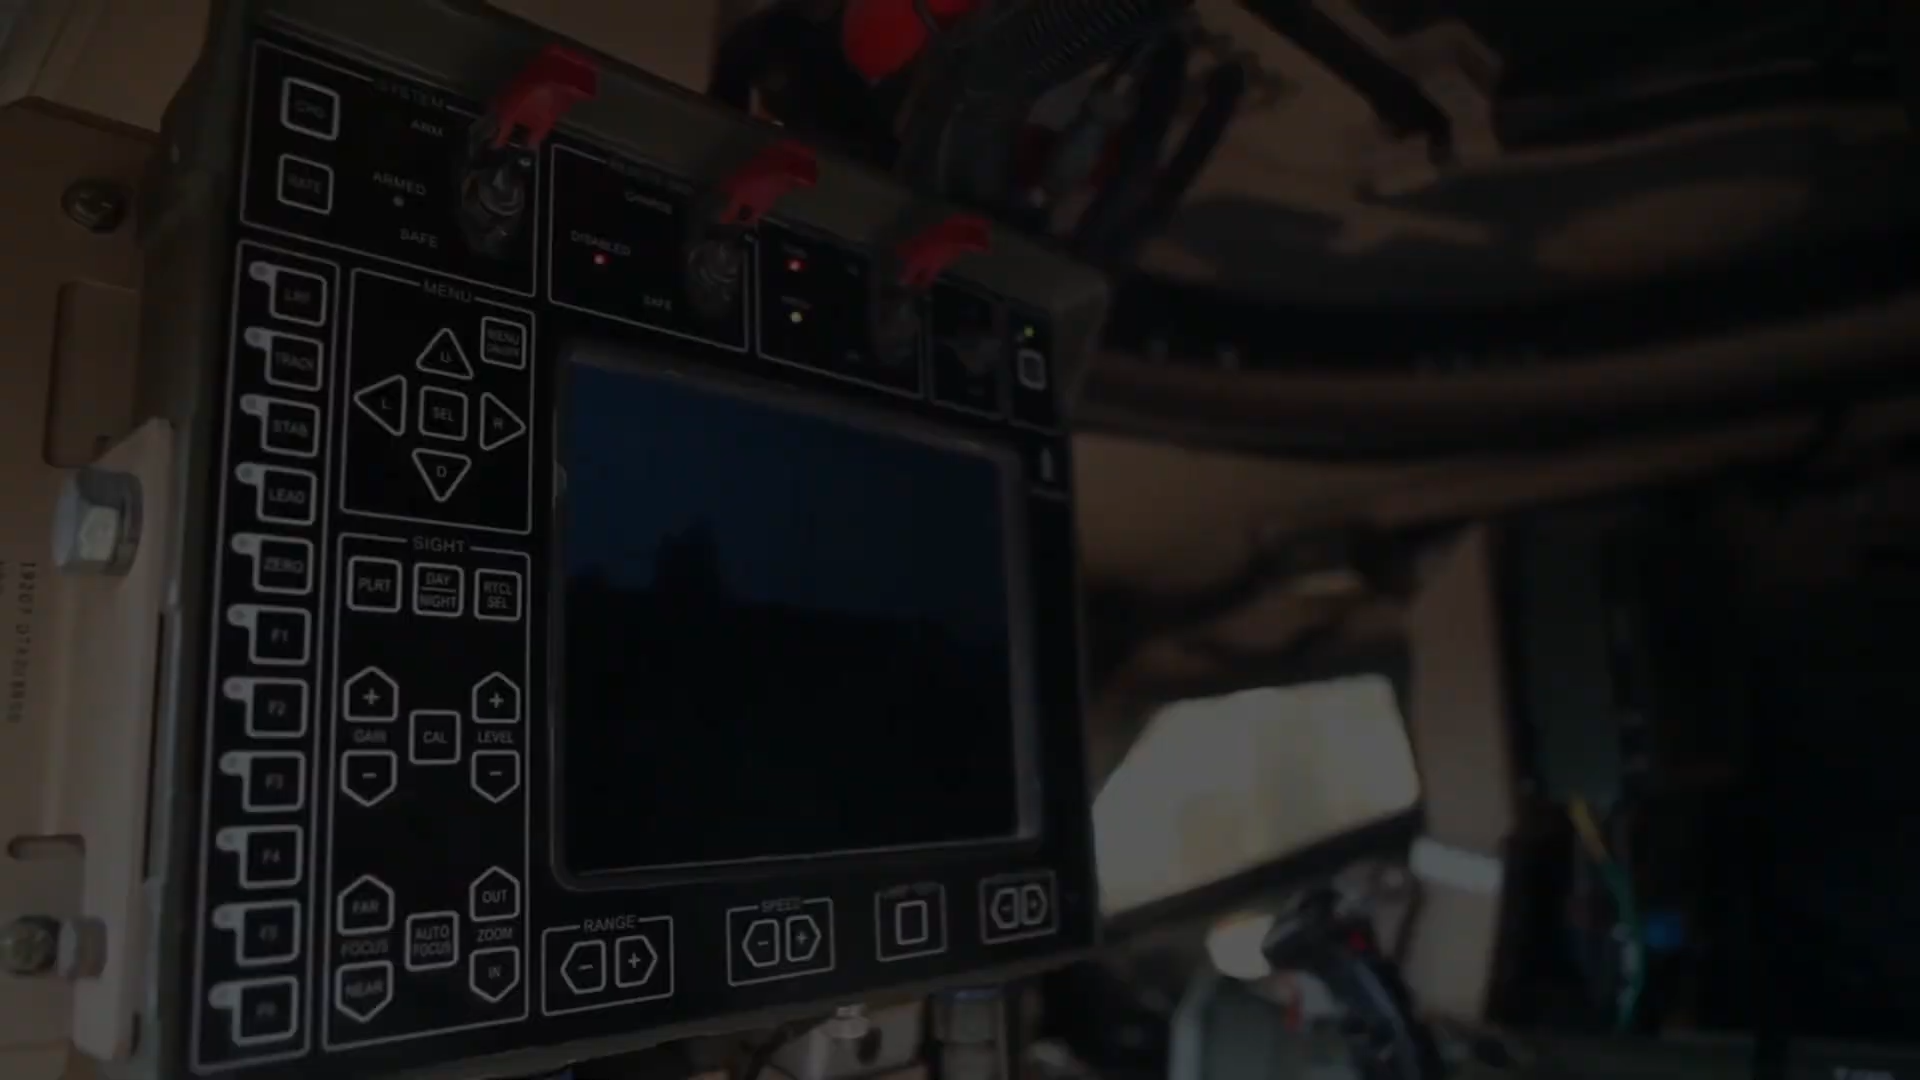 SYSTEM
ARM
ARMED
SAFE
DISABLED
SAFE
MENU
LRF
TRACK
STAB
LEAD
ZERO
F1
F2
F3
F4
F5
F6
U
MENU
L
SEL
R
D
SIGHT
PLRT
DAY
NIGHT
RTCL
SEL
+
+
GAIN
CAL
LEVEL
-
-
FAR
OUT
FOCUS
AUTO
FOCUS
ZOOM
NEAR
IN
RANGE
- +
SPEED
- +